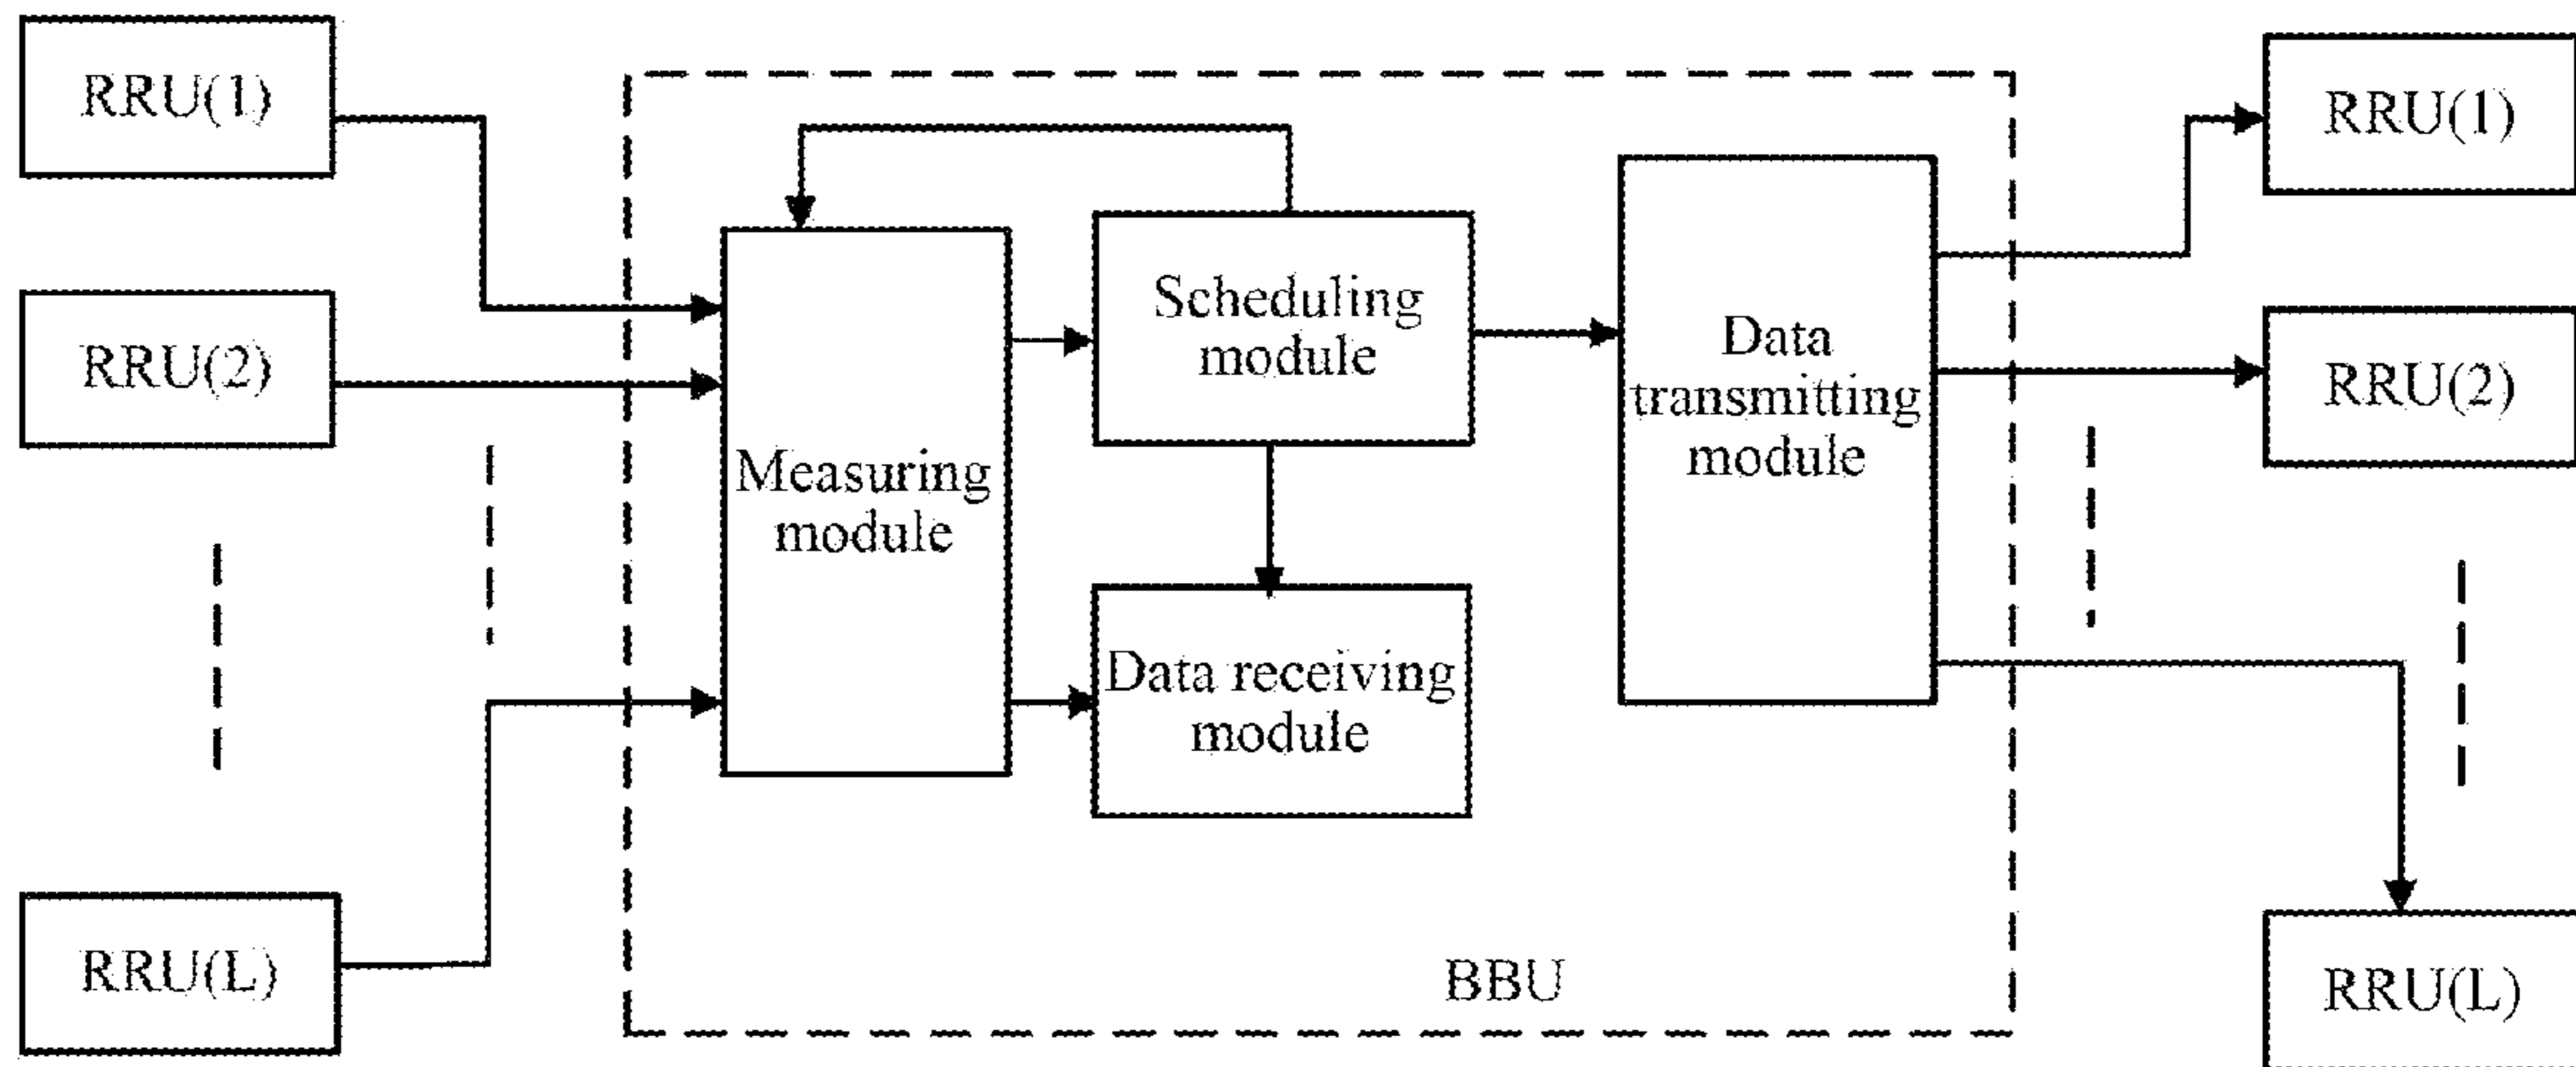 RRU(1)
RRU(2)
RRU(L)
Measuring
module
Scheduling
module
Data receiving
module
Data
transmitting
module
BBU
RRU(1)
RRU(2)
RRU(L)